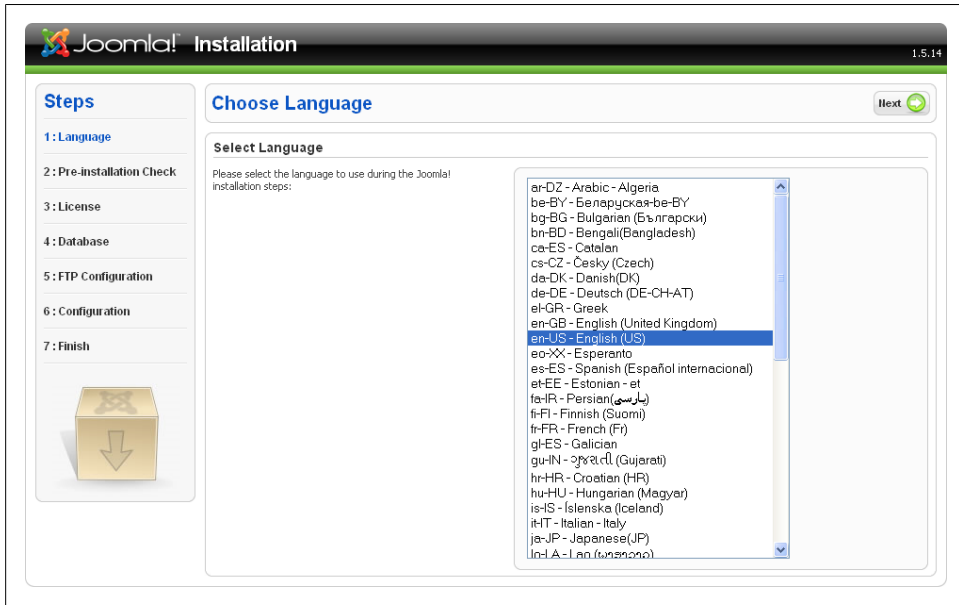 Joomla! Installation
1.5.14
Steps
1 : Language
2 : Pre-installation Check
3 : License
4 : Database
5 : FTP Configuration
6 : Configuration
7 : Finish
Choose Language
Next
Select Language
Please select the language to use during the Joomla!
installation steps:
ar-DZ - Arabic - Algeria
be-BY - Беларуская-be-BY
bg-BG - Bulgarian (Български)
bn-BD - Bengali(Bangladesh)
ca-ES - Catalan
cs-CZ - Česky (Czech)
da-DK - Danish(DK)
de-DE - Deutsch (DE-CH-AT)
el-GR - Greek
en-GB - English (United Kingdom)
en-US - English (US)
eo-XX - Esperanto
es-ES - Spanish (Español internacional)
et-EE - Estonian - et
fa-IR - Persian(پارسی)
fi-FI - Finnish (Suomi)
fr-FR - French (Fr)
gl-ES - Galician
gu-IN - ગુજરાતી (Gujarati)
hr-HR - Croatian (HR)
hu-HU - Hungarian (Magyar)
is-IS - Íslenska (Iceland)
it-IT - Italian - Italy
ja-JP - Japanese(JP)
lo-LA - Lao